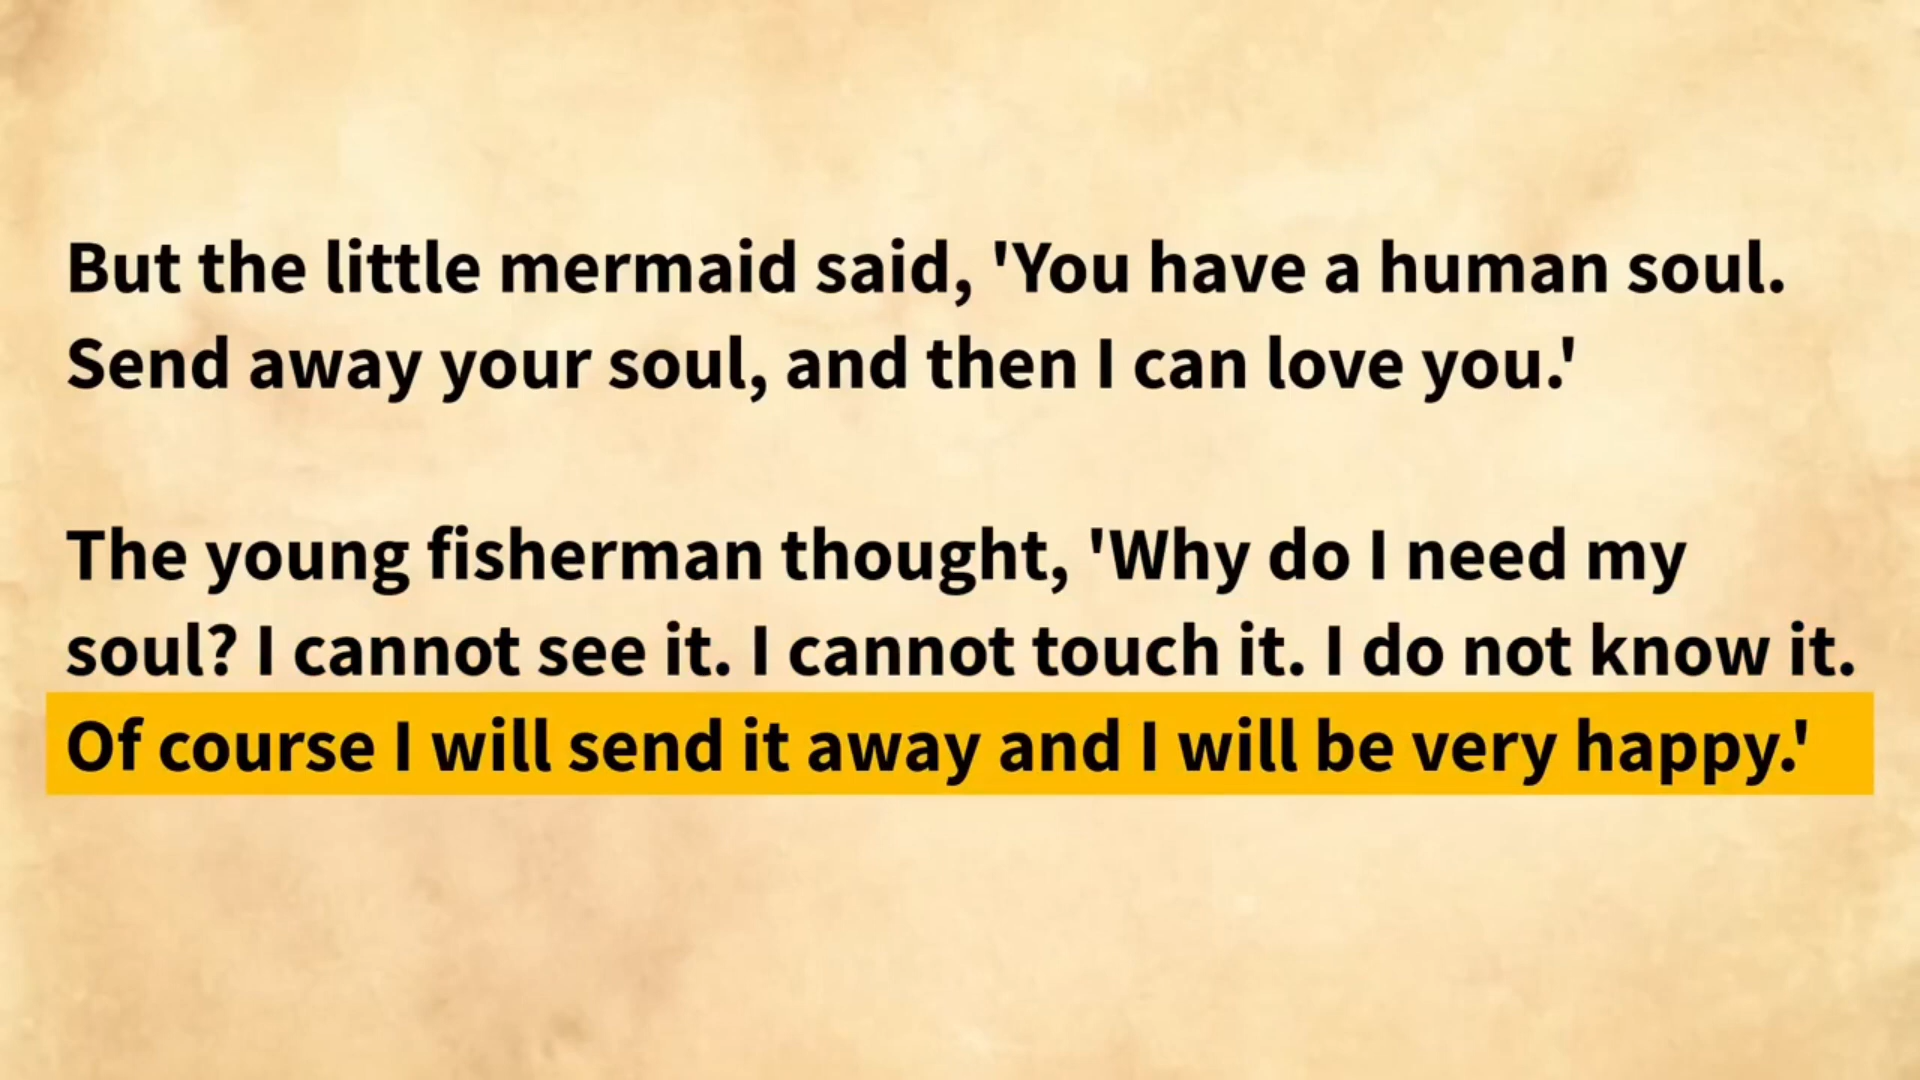 But the little mermaid said, 'You have a human soul.
Send away your soul, and then I can love you.'
The young fisherman thought, 'Why do I need my
soul? I cannot see it. I cannot touch it. I do not know it.
Of course I will send it away and I will be very happy.'